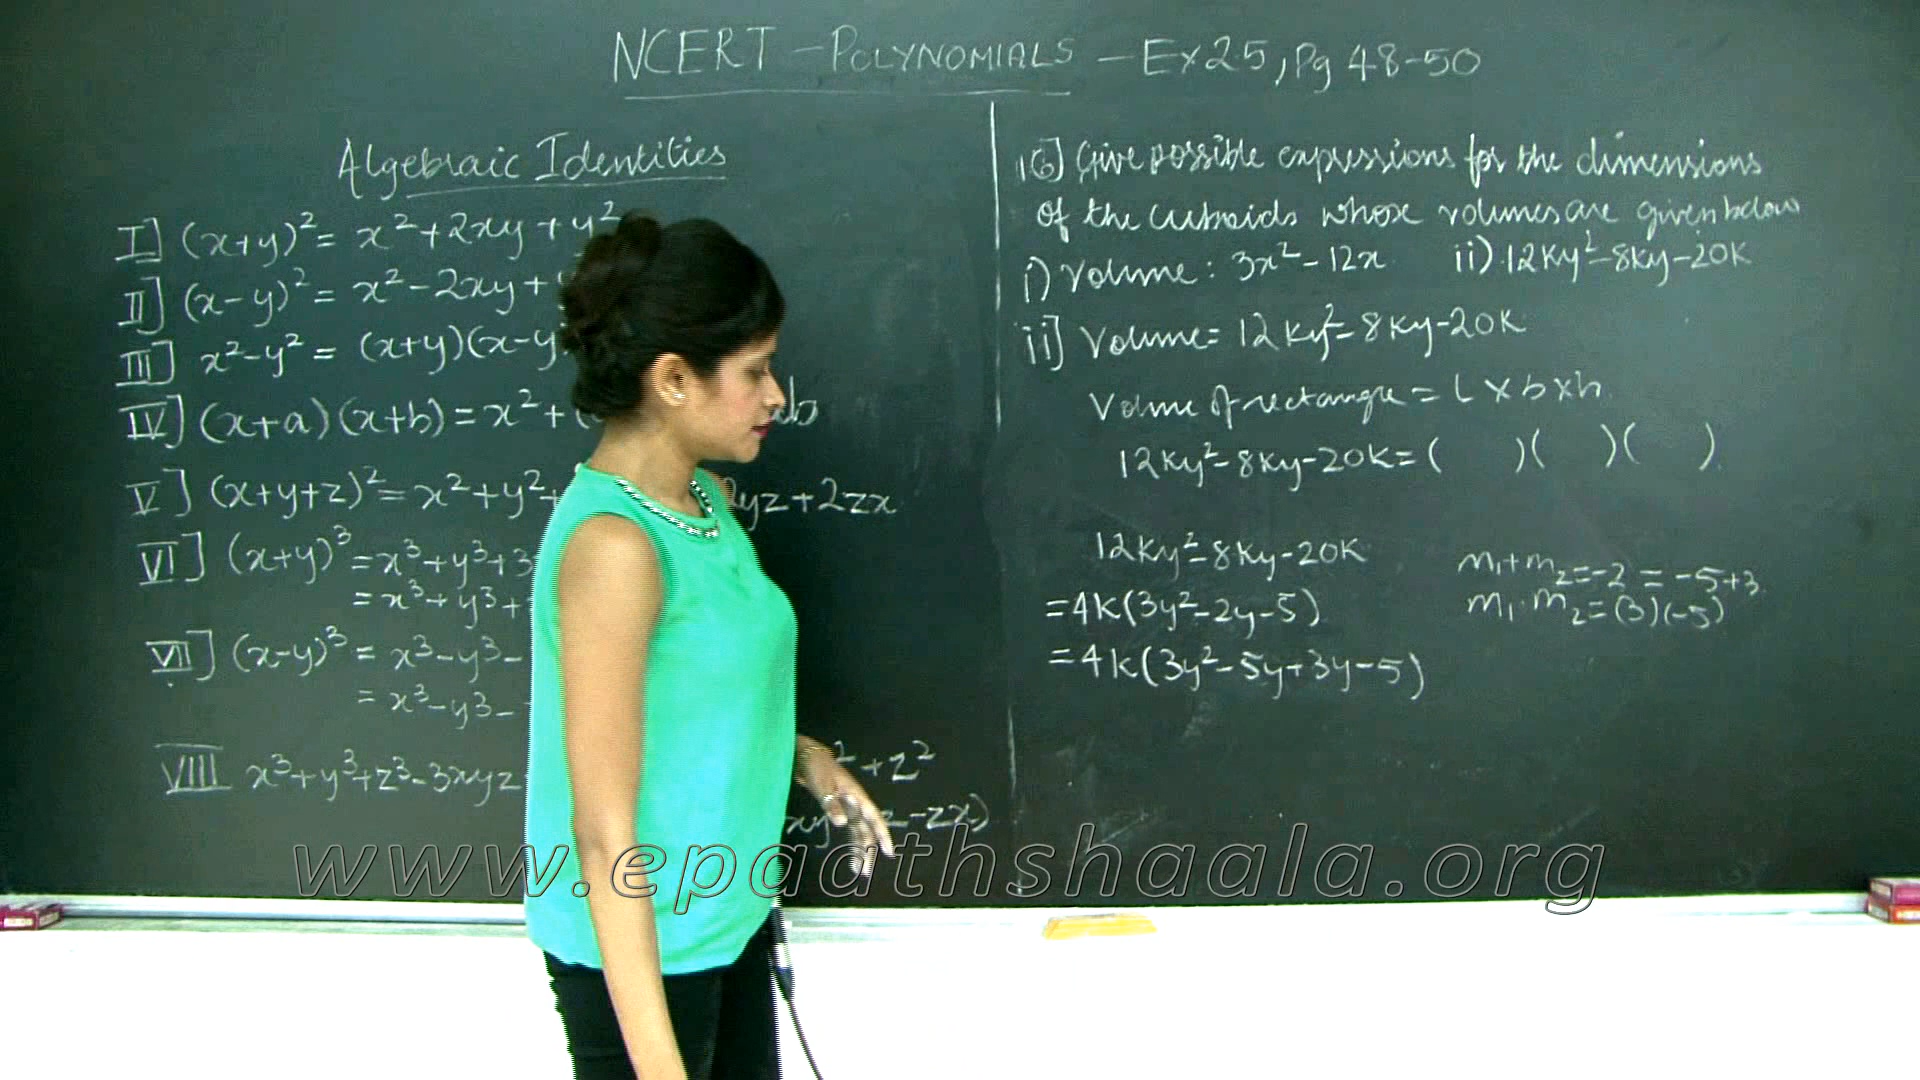 NCERT - POLYNOMIALS - Ex 2.5, Pg 48-50
Algebraic Identities
I] (x+y)² = x²+2xy+y²
II] (x-y)² = x²-2xy+
III] x²-y² = (x+y)(x-y
IV] (x+a)(x+b) = x²+( ab
V] (x+y+z)² = x²+y²+ 2yz+2zx
VI] (x+y)³ = x³+y³+3
= x³+y³+
VII] (x-y)³ = x³-y³-
= x³-y³-
VIII x³+y³+z³-3xyz ² +z²
xy z-zx)
16] Give possible expressions for the dimensions
of the cuboids whose volumes are given below
i) Volume: 3x²-12x ii) 12Ky²-8Ky-20K
ii] Volume = 12Ky²-8Ky-20K
Volume of rectangle = l x b x h
12Ky²-8Ky-20K = ( )( )( )
12Ky²-8Ky-20K
= 4K(3y²-2y-5)
= 4K(3y²-5y+3y-5)
m₁+m₂ = -2 = -5+3
m₁.m₂ = (3)(-5)
www.epaathshaala.org